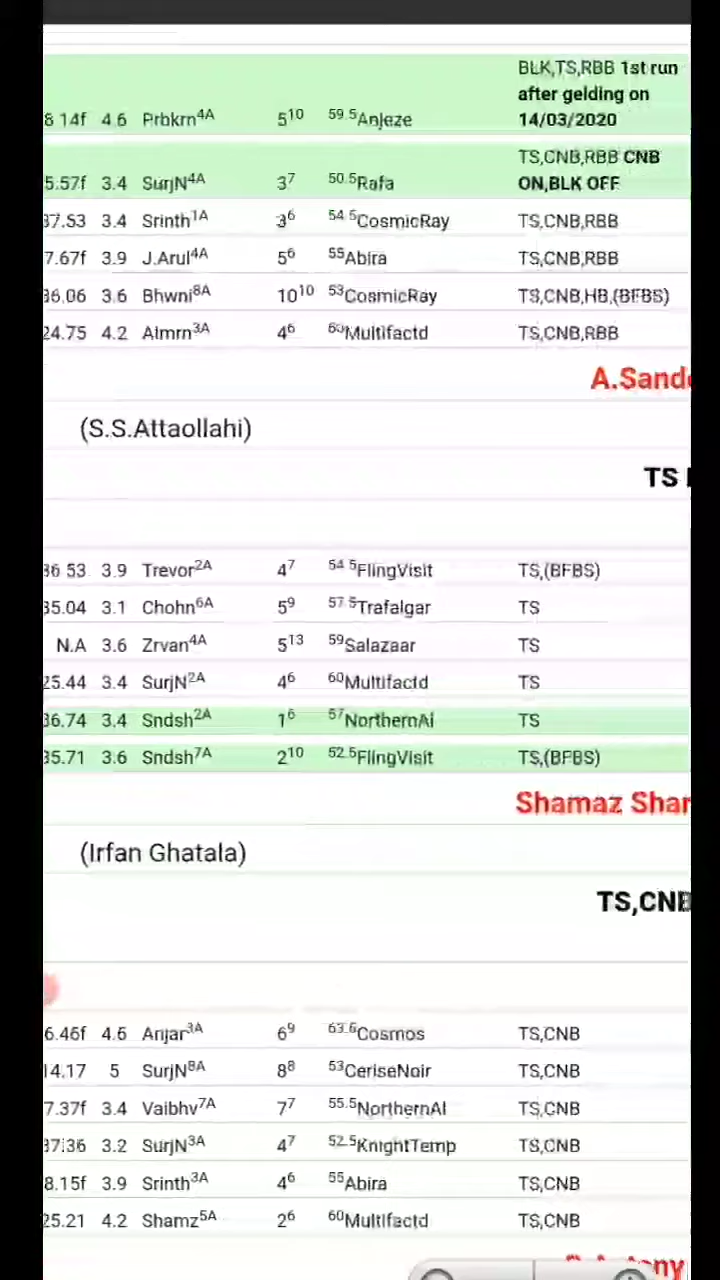 BLK,TS,RBB 1st run
after gelding on
8 14f 4.6 Prbkrn4A 510 59.5Anjeze 14/03/2020
TS,CNB,RBB CNB
5.57f 3.4 SurjN4A 37 50.5Rafa ON,BLK OFF
37.53 3.4 Srinth1A 36 54.5CosmicRay TS,CNB,RBB
7.67f 3.9 J.Arul4A 56 55Abira TS,CNB,RBB
36.06 3.6 Bhwni8A 1010 53CosmicRay TS,CNB,HB,(BFBS)
24.75 4.2 Almrn3A 46 60Multifactd TS,CNB,RBB
A.Sand
(S.S.Attaollahi)
TS
36 53 3.9 Trevor2A 47 54.5FlingVisit TS,(BFBS)
35.04 3.1 Chohn6A 59 57.5Trafalgar TS
N.A 3.6 Zrvan4A 513 59Salazaar TS
25.44 3.4 SurjN2A 46 60Multifactd TS
36.74 3.4 Sndsh2A 16 57NorthernAl TS
35.71 3.6 Sndsh7A 210 52.5FlingVisit TS,(BFBS)
Shamaz Shar
(Irfan Ghatala)
TS,CNB
6.46f 4.6 Anjar3A 69 63.6Cosmos TS,CNB
14.17 5 SurjN8A 88 53CeriseNoir TS,CNB
7.37f 3.4 Vaibhv7A 77 55.5NorthernAl TS,CNB
37.36 3.2 SurjN3A 47 52.5KnightTemp TS,CNB
8.15f 3.9 Srinth3A 46 55Abira TS,CNB
25.21 4.2 Shamz5A 26 60Multifactd TS,CNB